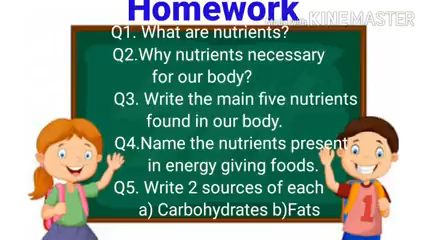 Homework
KINEMASTER
Q1. What are nutrients?
Q2.Why nutrients necessary
for our body?
Q3. Write the main five nutrients
found in our body.
Q4.Name the nutrients present
in energy giving foods.
Q5. Write 2 sources of each
a) Carbohydrates b)Fats
1